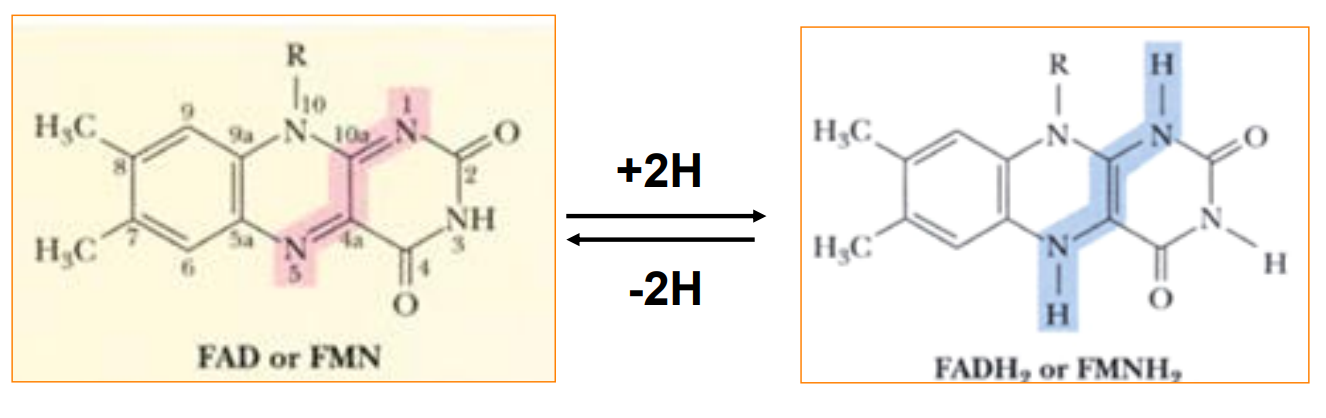 R
H₃C
9
9a
N
10
10a
1
N
O
8
2
H₃C
7
6
5a
N
5
4a
4
NH
3
O
FAD or FMN
+2H
-2H
R
H
H₃C
N
N
O
H₃C
N
H
N
H
O
FADH₂ or FMNH₂